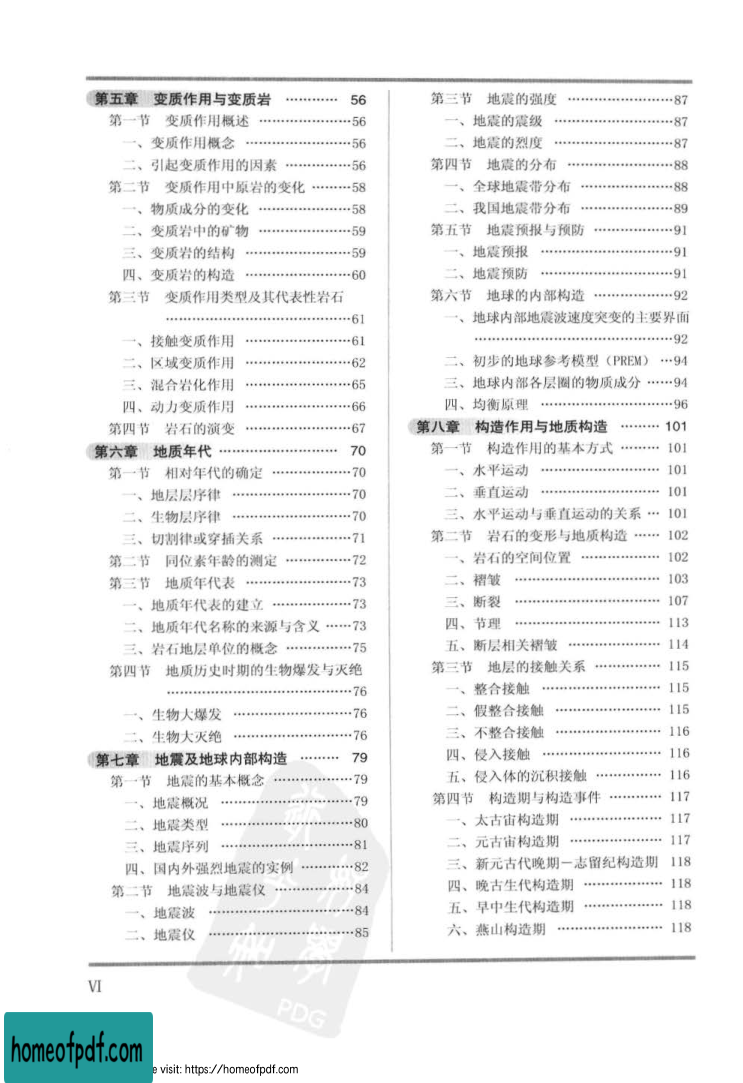 第五章 变质作用与变质岩 ………… 56
第一节 变质作用概述 ………………56
一、变质作用概念 ………………56
二、引起变质作用的因素 …………56
第二节 变质作用中原岩的变化 ………58
一、物质成分的变化 ………………58
二、变质岩中的矿物 ………………59
三、变质岩的结构 ………………59
四、变质岩的构造 ………………60
第三节 变质作用类型及其代表性岩石
………………………………61
一、接触变质作用 ………………61
二、区域变质作用 ………………62
三、混合岩化作用 ………………65
四、动力变质作用 ………………66
第四节 岩石的演变 ………………67
第六章 地质年代 ……………………… 70
第一节 相对年代的确定 ……………70
一、地层层序律 …………………70
二、生物层序律 …………………70
三、切割律或穿插关系 ……………71
第二节 同位素年龄的测定 …………72
第三节 地质年代表 ………………73
一、地质年代表的建立 ……………73
二、地质年代名称的来源与含义 ……73
三、岩石地层单位的概念 …………75
第四节 地质历史时期的生物爆发与灭绝
………………………………76
一、生物大爆发 …………………76
二、生物大灭绝 …………………76
第七章 地震及地球内部构造 ……… 79
第一节 地震的基本概念 ……………79
一、地震概况 ……………………79
二、地震类型 ……………………80
三、地震序列 ……………………81
四、国内外强烈地震的实例 …………82
第二节 地震波与地震仪 ……………84
一、地震波 ………………………84
二、地震仪 ………………………85
第三节 地震的强度 ………………87
一、地震的震级 …………………87
二、地震的烈度 …………………87
第四节 地震的分布 ………………88
一、全球地震带分布 ………………88
二、我国地震带分布 ………………89
第五节 地震预报与预防 ……………91
一、地震预报 ……………………91
二、地震预防 ……………………91
第六节 地球的内部构造 ……………92
一、地球内部地震波速度突变的主要界面
………………………………92
二、初步的地球参考模型（PREM） …94
三、地球内部各层圈的物质成分 ……94
四、均衡原理 ……………………96
第八章 构造作用与地质构造 ……… 101
第一节 构造作用的基本方式 ……… 101
一、水平运动 ………………… 101
二、垂直运动 ………………… 101
三、水平运动与垂直运动的关系 … 101
第二节 岩石的变形与地质构造 …… 102
一、岩石的空间位置 …………… 102
二、褶皱 ……………………… 103
三、断裂 ……………………… 107
四、节理 ……………………… 113
五、断层相关褶皱 …………… 114
第三节 地层的接触关系 ………… 115
一、整合接触 ………………… 115
二、假整合接触 ……………… 115
三、不整合接触 ……………… 116
四、侵入接触 ………………… 116
五、侵入体的沉积接触 ………… 116
第四节 构造期与构造事件 ……… 117
一、太古宙构造期 …………… 117
二、元古宙构造期 …………… 117
三、新元古代晚期－志留纪构造期 118
四、晚古生代构造期 ………… 118
五、早中生代构造期 ………… 118
六、燕山构造期 ……………… 118
VI
PDG
homeofpdf.com
e visit: https://homeofpdf.com